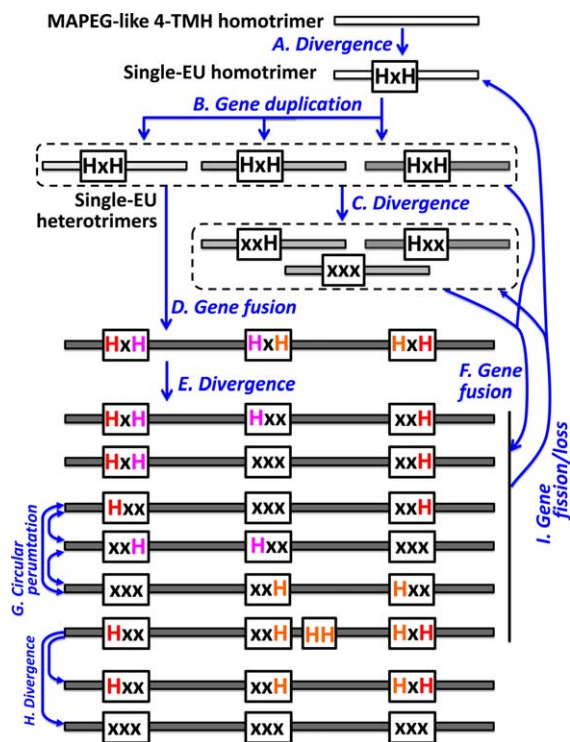 MAPEG-like 4-TMH homotrimer
A. Divergence
Single-EU homotrimer
HxH
B. Gene duplication
HxH HxH HxH
Single-EU
heterotrimers
C. Divergence
xxH Hxx
xxx
D. Gene fusion
HxH HxH HxH
E. Divergence
F. Gene
fusion
HxH Hxx xxH
HxH xxx xxH
Hxx xxx xxH
xxH Hxx xxx
xxx xxH Hxx
Hxx xxH HH HxH
Hxx xxH HxH
xxx xxx xxx
G. Circular
perumtation
H. Divergence
I. Gene
fission/loss